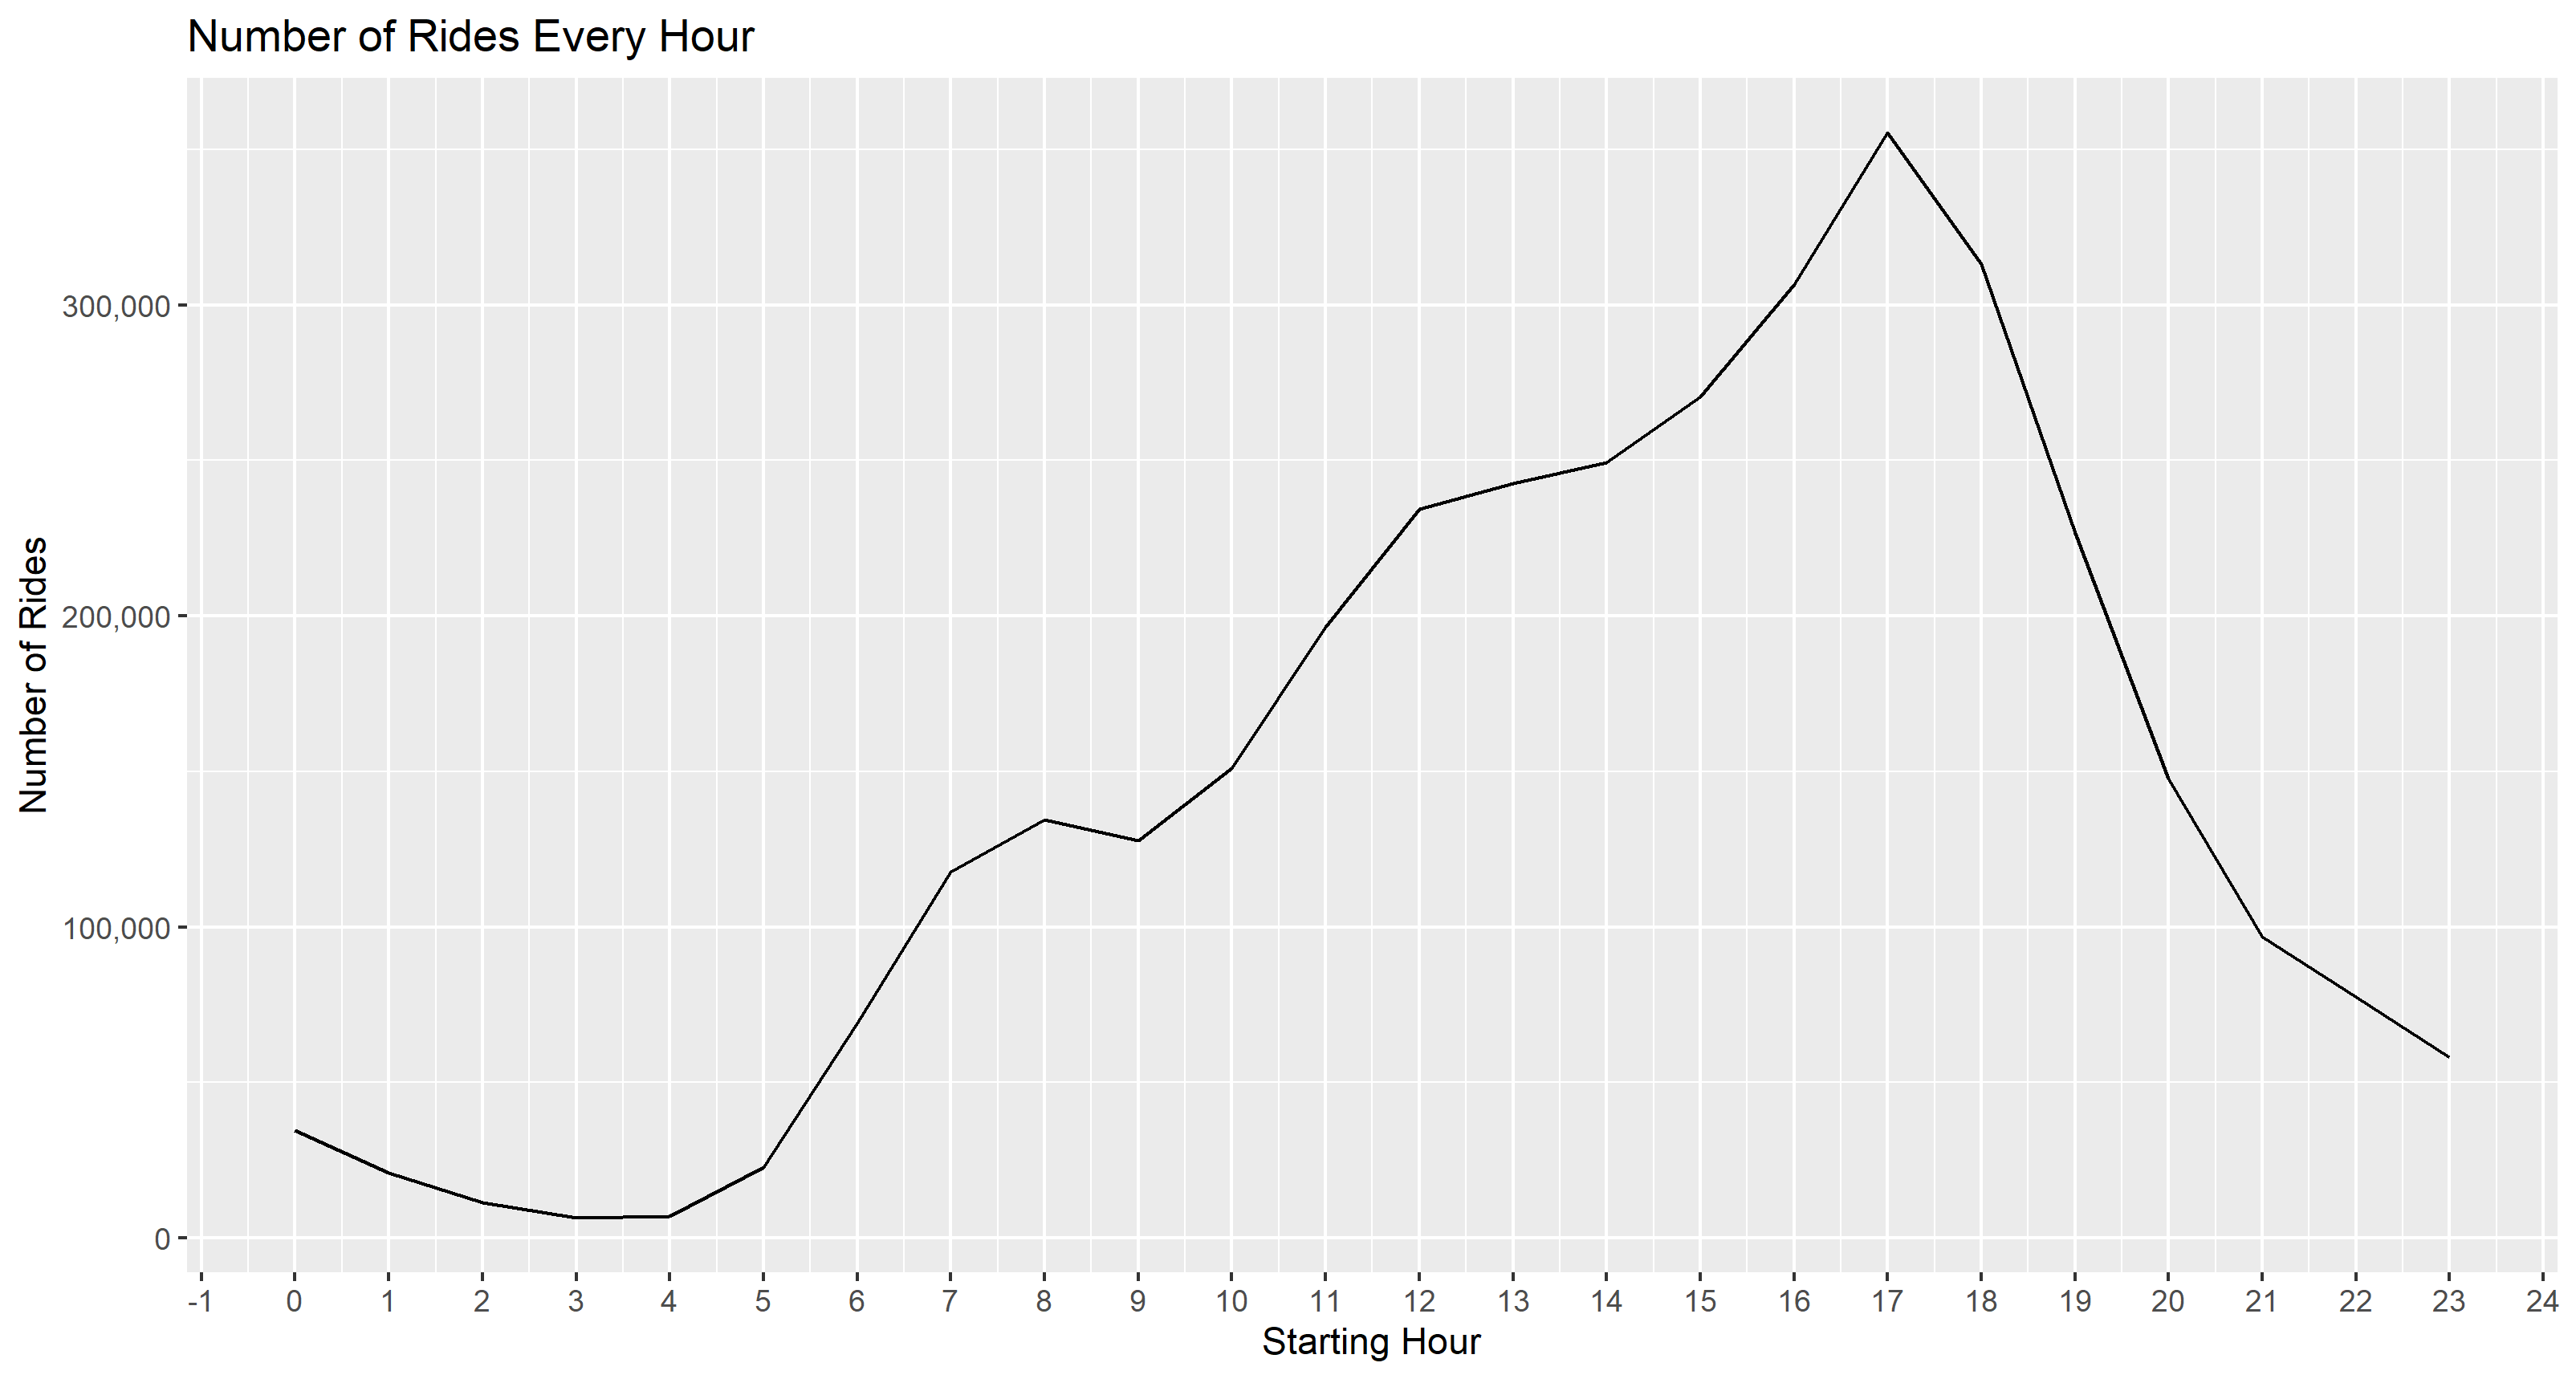 Number of Rides Every Hour
Number of Rides
300,000
200,000
100,000
0
-1 0 1 2 3 4 5 6 7 8 9 10 11 12 13 14 15 16 17 18 19 20 21 22 23 24
Starting Hour